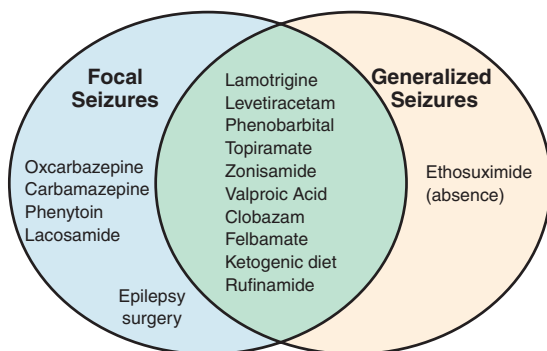 Focal
Seizures
Oxcarbazepine
Carbamazepine
Phenytoin
Lacosamide
Epilepsy
surgery
Lamotrigine
Levetiracetam
Phenobarbital
Topiramate
Zonisamide
Valproic Acid
Clobazam
Felbamate
Ketogenic diet
Rufinamide
Generalized
Seizures
Ethosuximide
(absence)